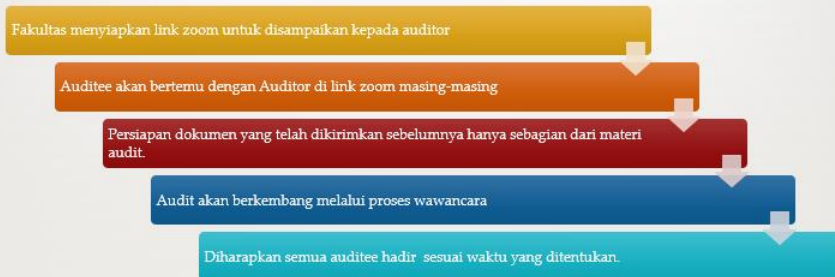 Fakultas menyiapkan link zoom untuk disampaikan kepada auditor
Auditee akan bertemu dengan Auditor di link zoom masing-masing
Persiapan dokumen yang telah dikirimkan sebelumnya hanya sebagian dari materi
audit.
Audit akan berkembang melalui proses wawancara
Diharapkan semua auditee hadir sesuai waktu yang ditentukan.